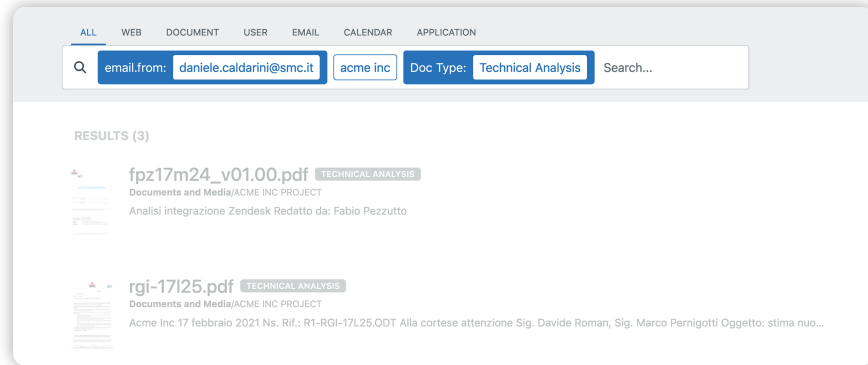 ALL WEB DOCUMENT USER EMAIL CALENDAR APPLICATION
email.from: daniele.caldarini@smc.it acme inc Doc Type: Technical Analysis Search...
RESULTS (3)
fpz17m24_v01.00.pdf TECHNICAL ANALYSIS
Documents and Media/ACME INC PROJECT
Analisi integrazione Zendesk Redatto da: Fabio Pezzutto
rgi-17l25.pdf TECHNICAL ANALYSIS
Documents and Media/ACME INC PROJECT
Acme Inc 17 febbraio 2021 Ns. Rif.: R1-RGI-17L25.ODT Alla cortese attenzione Sig. Davide Roman, Sig. Marco Pernigotti Oggetto: stima nuo...